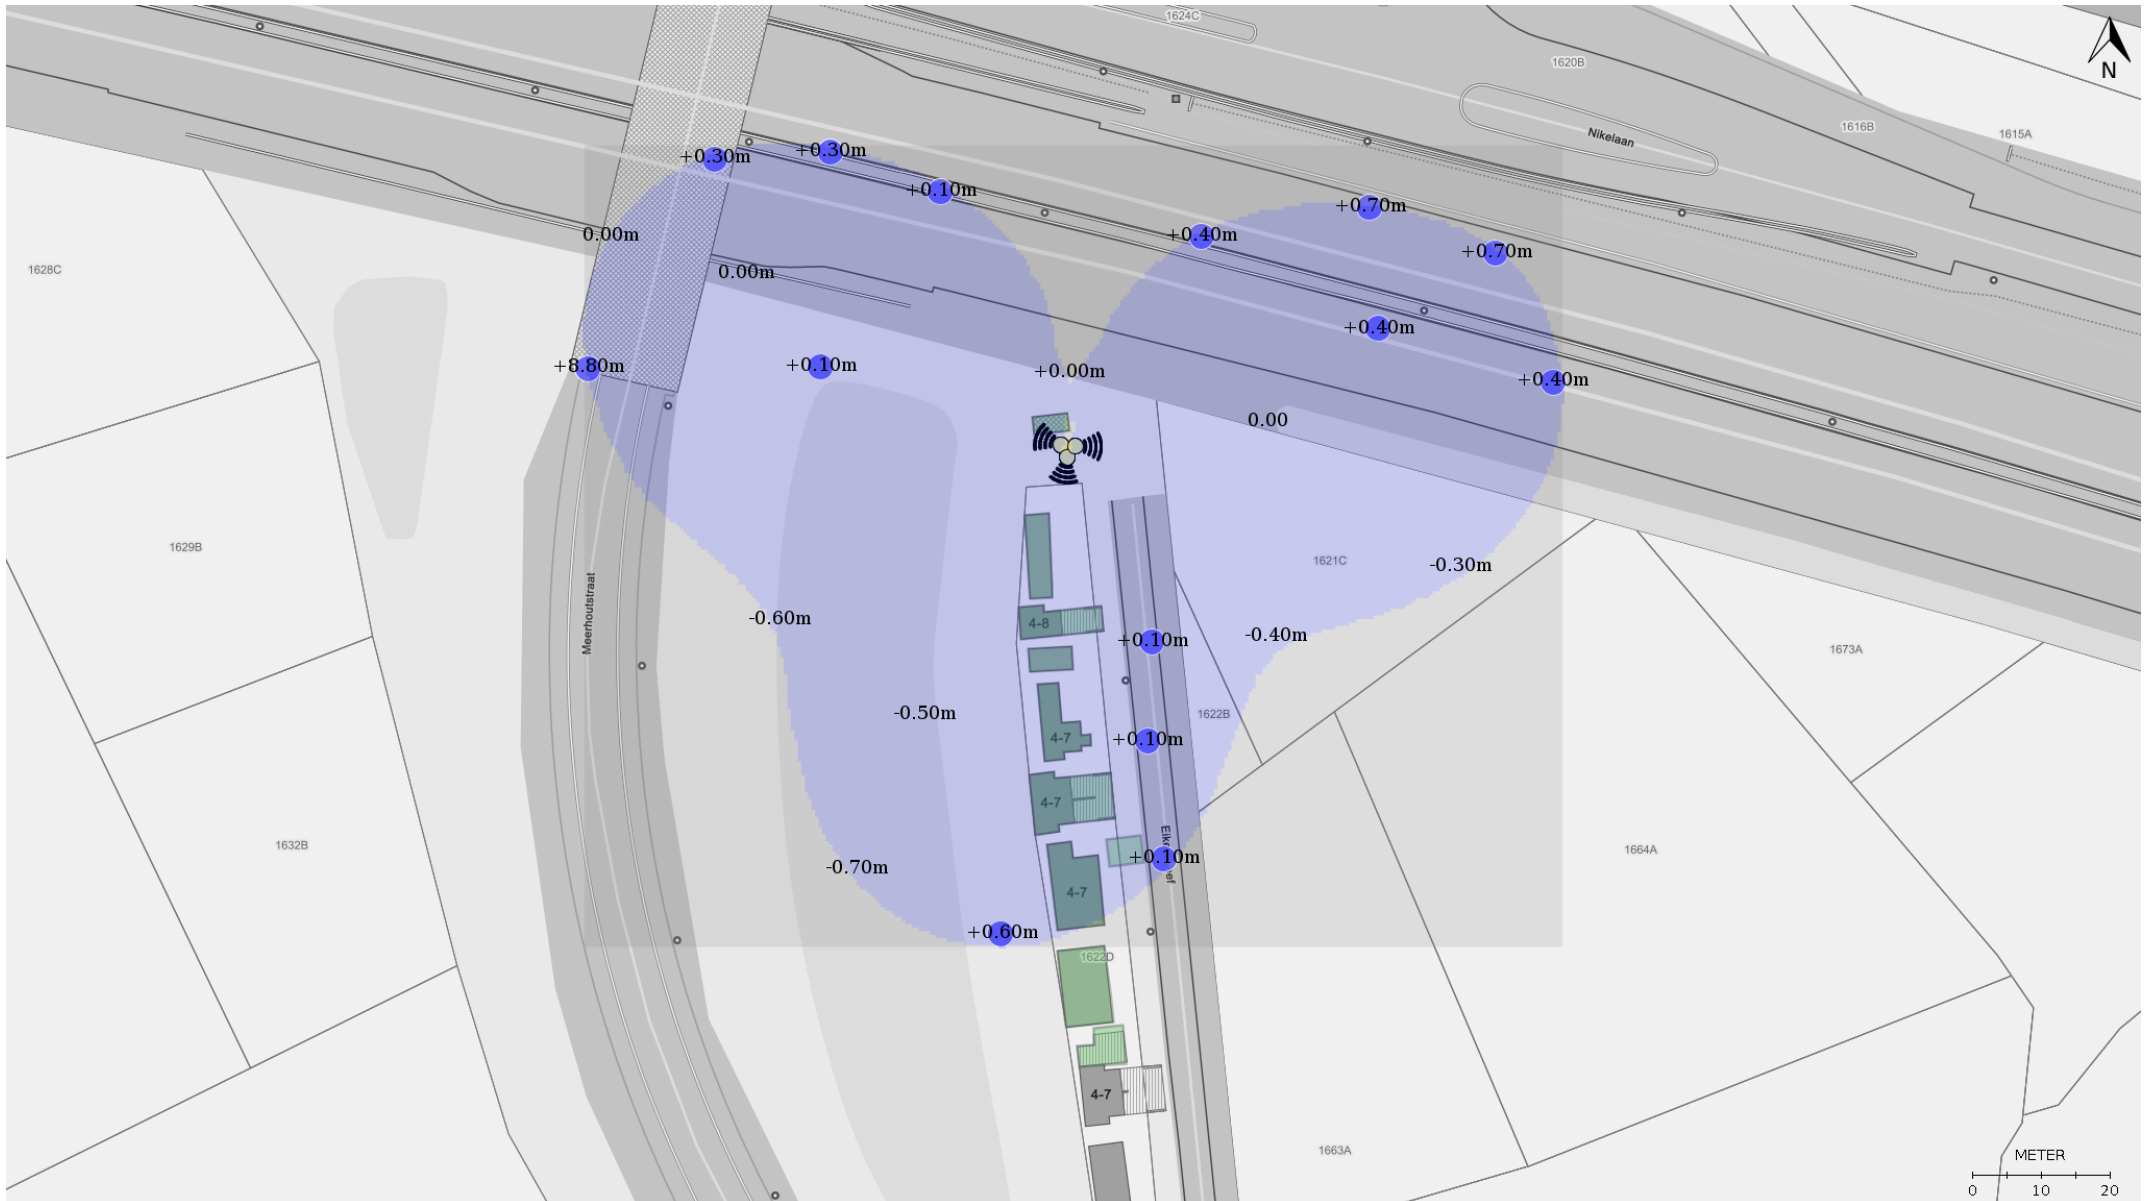 1624C
1620B
N
Nikelaan
1616B
1615A
+0.30m
+0.30m
+0.10m
+0.70m
0.00m
+0.40m
+0.70m
1628C
0.00m
+0.40m
+8.80m
+0.10m
+0.00m
+0.40m
0.00
1629B
1621C
-0.30m
Meerhoutstraat
-0.60m
4-8
+0.10m
-0.40m
1673A
-0.50m
1622B
4-7
+0.10m
4-7
1632B
-0.70m
+0.10m
1664A
4-7
+0.60m
1622D
4-7
1663A
METER
0 10 20